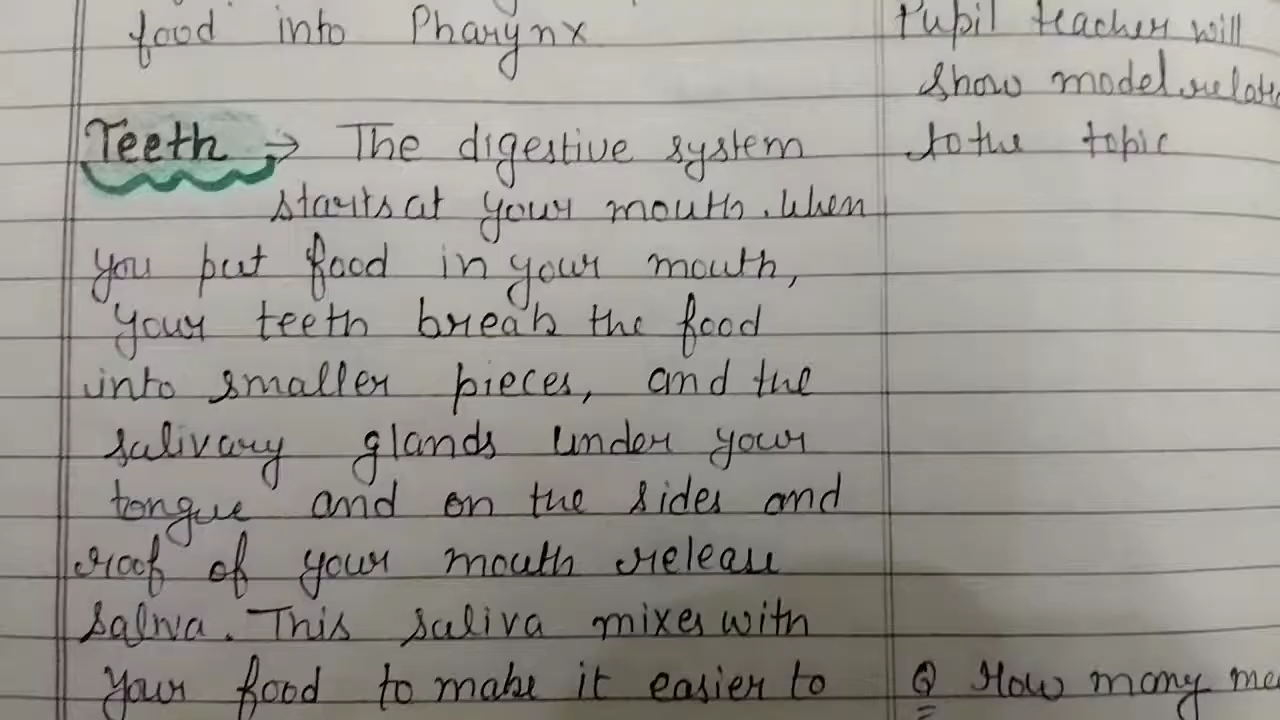 food into Pharynx
Teeth → The digestive system
starts at your mouth. When
you put food in your mouth,
your teeth break the food
into smaller pieces, and the
salivary glands under your
tongue and on the sides and
roof of your mouth release
saliva. This saliva mixes with
your food to make it easier to
Pupil teacher will
show model
to the topic
Q How many